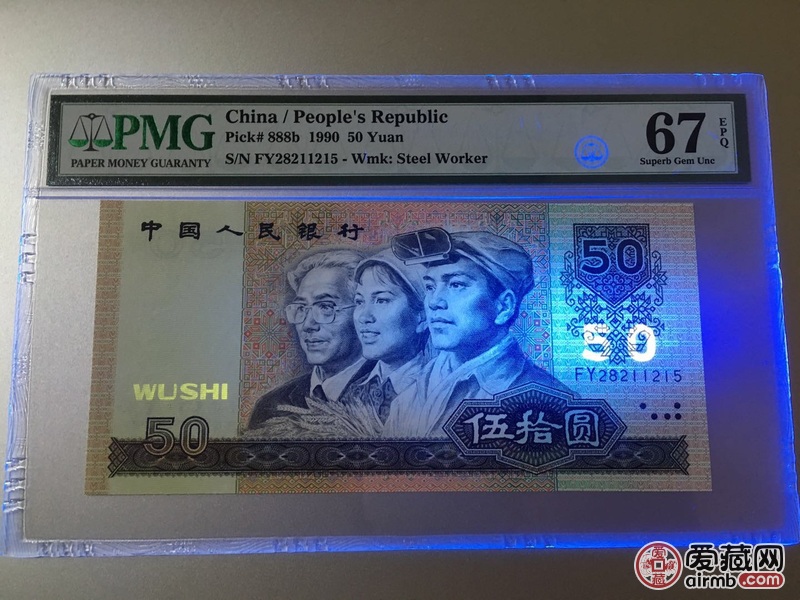 PMG
PAPER MONEY GUARANTY
China / People's Republic
Pick# 888b 1990 50 Yuan
S/N FY28211215 - Wmk: Steel Worker
67
EPQ
Superb Gem Unc
中国人民银行
50
50
FY28211215
WUSHI
50
伍拾圆
爱藏网
airmb.com